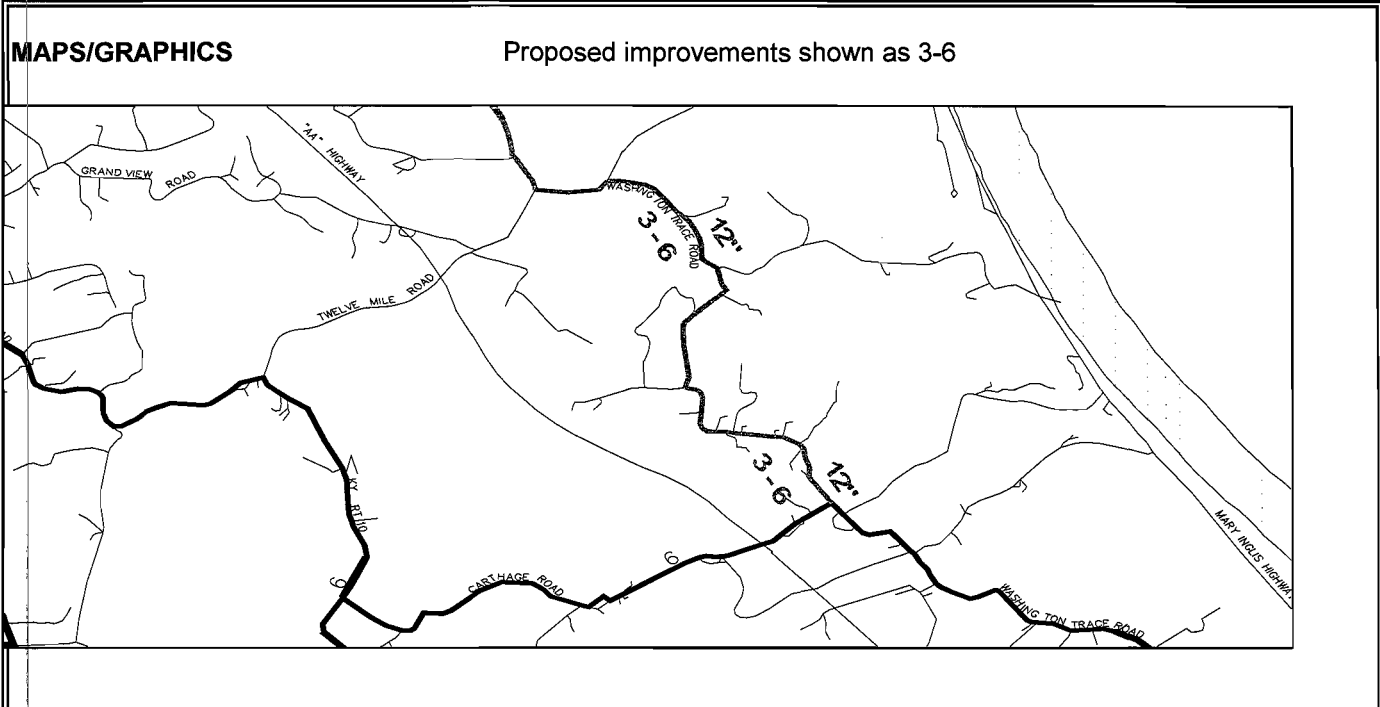 MAPS/GRAPHICS
Proposed improvements shown as 3-6
"AA" HIGHWAY
GRAND VIEW ROAD
WASHINGTON TRACE ROAD
3-6
12"
TWELVE MILE ROAD
3-6
12"
KY RT 10
MARY INGLIS HIGHWA
6
6
CARTHAGE ROAD
WASHING TON TRACE ROAD